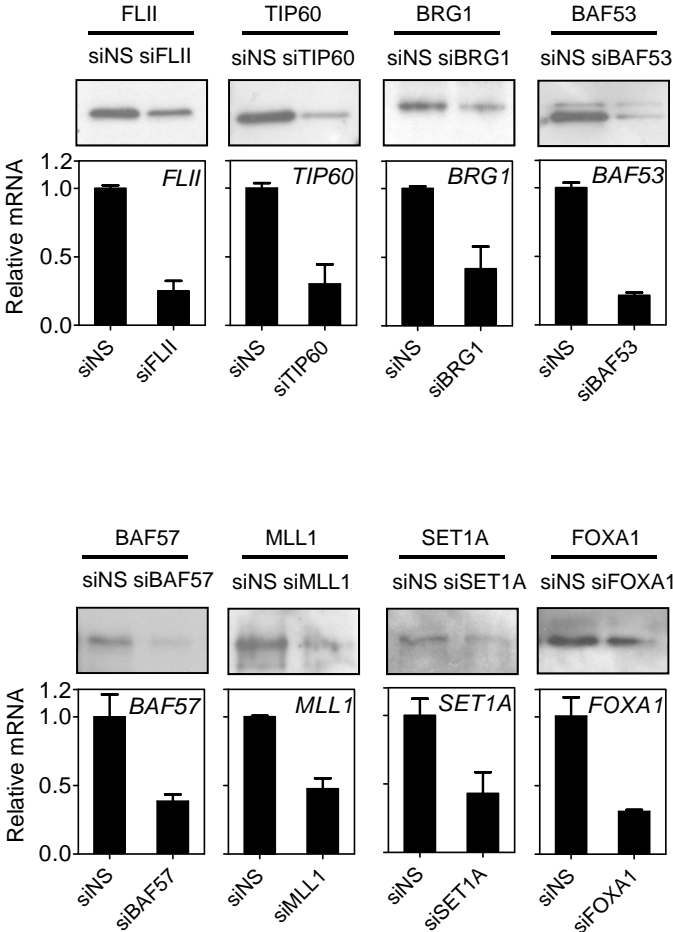 FLII TIP60 BRG1 BAF53
siNS siFLII siNS siTIP60 siNS siBRG1 siNS siBAF53
1.2
1.0
0.5
0.0
Relative mRNA
FLII TIP60 BRG1 BAF53
siNS siFLII siNS siTIP60 siNS siBRG1 siNS siBAF53
BAF57 MLL1 SET1A FOXA1
siNS siBAF57 siNS siMLL1 siNS siSET1A siNS siFOXA1
1.2
1.0
0.5
0.0
Relative mRNA
BAF57 MLL1 SET1A FOXA1
siNS siBAF57 siNS siMLL1 siNS siSET1A siNS siFOXA1